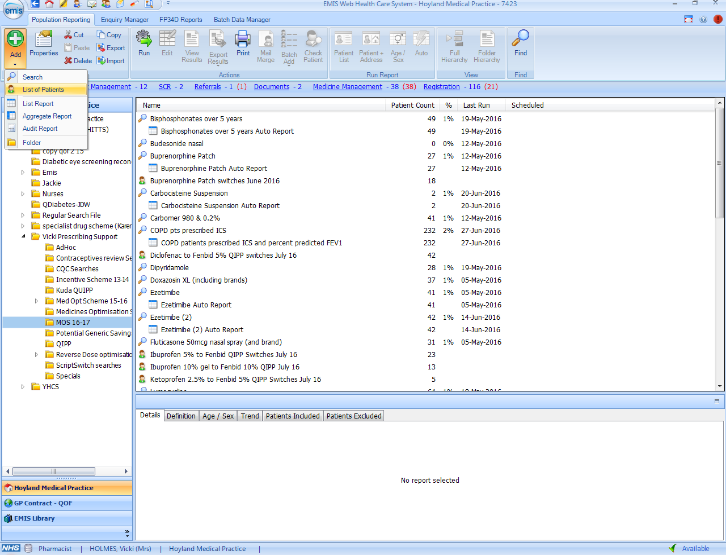 EMIS Web Health Care System - Hoyland Medical Practice - 7423
emis
Population Reporting Enquiry Manager FP34D Reports Batch Data Manager
Add
Properties
Cut
Paste
Delete
Copy
Export
Import
Run
Edit
View Results
Export Results
Print
Mail Merge
Batch Add
Check Patient
Patient List
Patient + Address
Age / Sex
Auto
Full Hierarchy
Folder Hierarchy
Find
Actions
Run Report
View
Find
Search
List of Patients
List Report
Aggregate Report
Audit Report
Folder
Management - 12 SCR - 2 Referrals - 1 (1) Documents - 2 Medicine Management - 38 (38) Registration - 116 (21)
Diabetic eye screening recon
Emis
Jackie
Nurses
QDiabetes-JDW
Regular Search File
specialist drug scheme (Karer
Vicki Prescribing Support
AdHoc
Contraceptives review Se
CQC Searches
Incentive Scheme 13-14
Kuda QUIPP
Med Opt Scheme 15-16
Medicines Optimisation S
MOS 16-17
Potential Generic Saving
QIPP
Reverse Dose optimisatio
ScriptSwitch searches
Specials
YHCS
Hoyland Medical Practice
GP Contract - QOF
EMIS Library
Name Patient Count % Last Run Scheduled
Bisphosphonates over 5 years 49 1% 19-May-2016
Bisphosphonates over 5 years Auto Report 49 19-May-2016
Budesonide nasal 0 0% 12-May-2016
Buprenorphine Patch 27 1% 12-May-2016
Buprenorphine Patch Auto Report 27 12-May-2016
Buprenorphine Patch switches June 2016 18
Carbocisteine Suspension 2 1% 20-Jun-2016
Carbocisteine Suspension Auto Report 2 20-Jun-2016
Carbomer 980 & 0.2% 41 1% 12-May-2016
COPD pts prescribed ICS 232 2% 27-Jun-2016
COPD patients prescribed ICS and percent predicted FEV1 232 27-Jun-2016
Diclofenac to Fenbid 5% QIPP switches July 16 42
Dipyridamole 28 1% 19-May-2016
Doxazosin XL (including brands) 37 1% 05-May-2016
Ezetimibe 41 1% 05-May-2016
Ezetimibe Auto Report 41 05-May-2016
Ezetimibe (2) 42 1% 14-Jun-2016
Ezetimibe (2) Auto Report 42 14-Jun-2016
Fluticasone 50mcg nasal spray (and brand) 31 1% 05-May-2016
Ibuprofen 5% to Fenbid QIPP Switches July 16 23
Ibuprofen 10% gel to Fenbid 10% QIPP July 16 13
Ketoprofen 2.5% to Fenbid 5% QIPP Switches July 16 5
Details Definition Age / Sex Trend Patients Included Patients Excluded
No report selected
NHS Pharmacist HOLMES, Vicki (Mrs) Hoyland Medical Practice Available